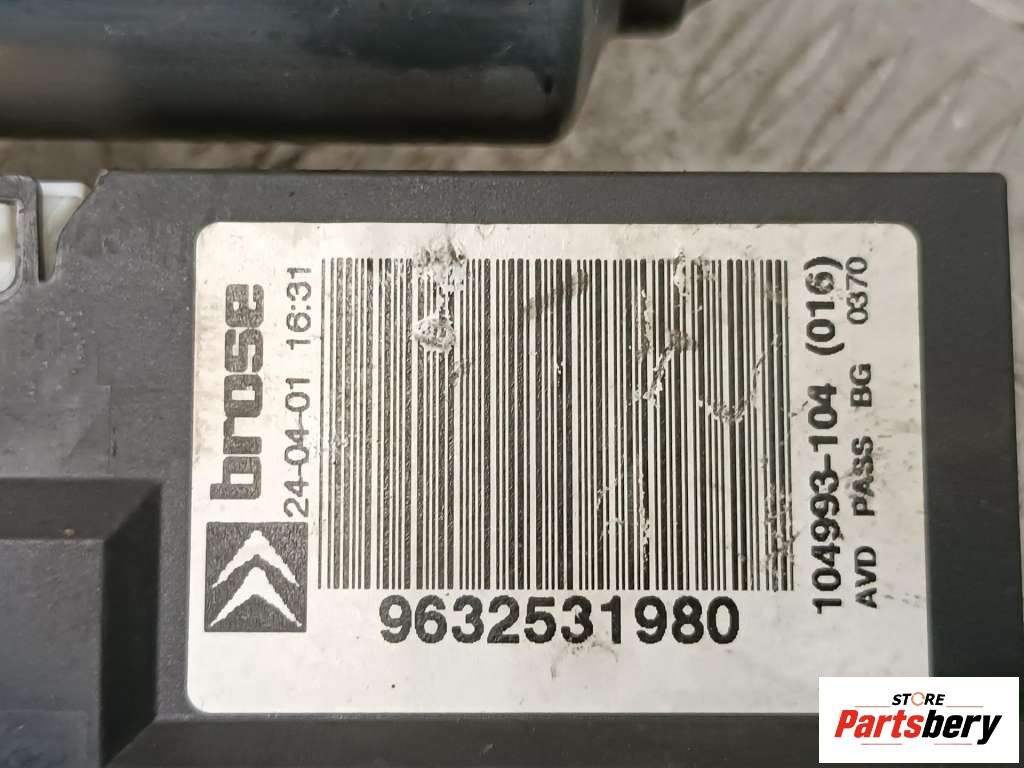 brose
24-04-01 16:31
9632531980
104993-104 (016)
AVD PASS BG 0370
STORE
Partsbery